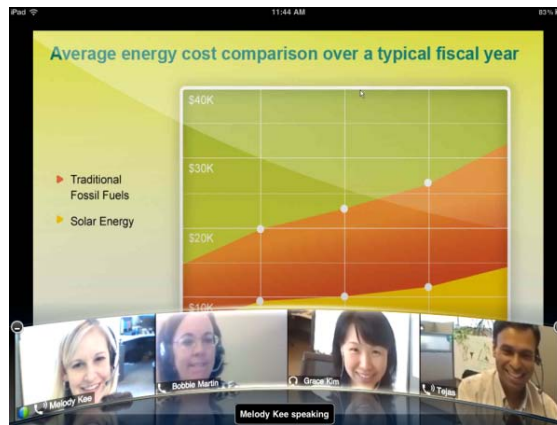 iPad
11:44 AM
83%
Average energy cost comparison over a typical fiscal year
$40K
$30K
Traditional
Fossil Fuels
Solar Energy
$20K
$10K
Melody Kee
Bobbie Martin
Grace Kim
Tejas
Melody Kee speaking